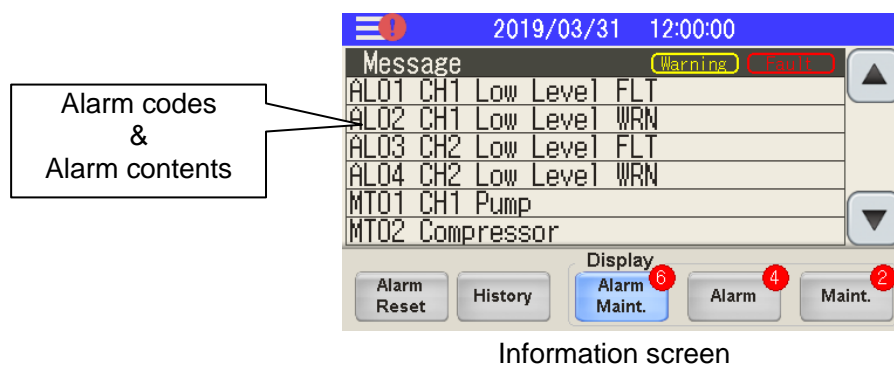 2019/03/31 12:00:00
Message Warning Fault
AL01 CH1 Low Level FLT
AL02 CH1 Low Level WRN
AL03 CH2 Low Level FLT
AL04 CH2 Low Level WRN
MT01 CH1 Pump
MT02 Compressor
Alarm codes
&
Alarm contents
Display
Alarm
Reset
History
Alarm
Maint.
6
Alarm
4
Maint.
2
Information screen